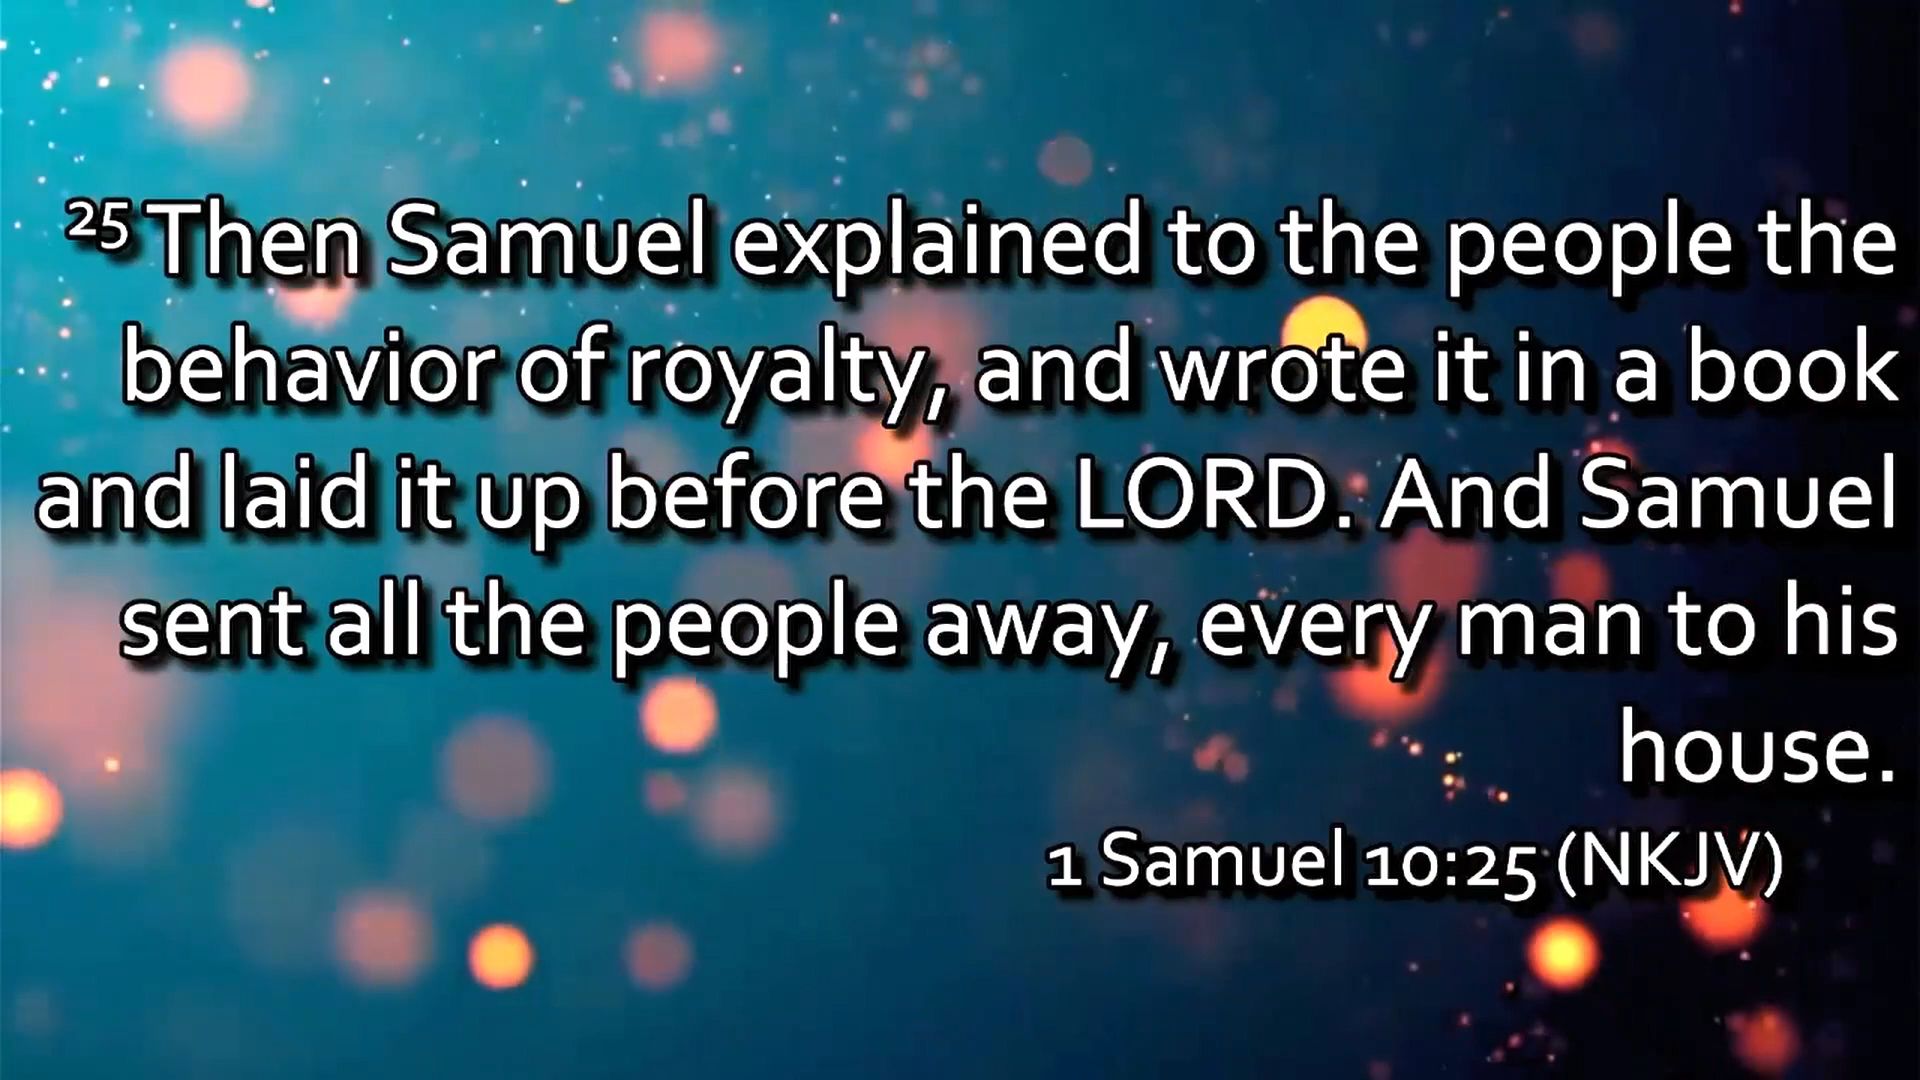 25 Then Samuel explained to the people the
behavior of royalty, and wrote it in a book
and laid it up before the LORD. And Samuel
sent all the people away, every man to his
house.
1 Samuel 10:25 (NKJV)